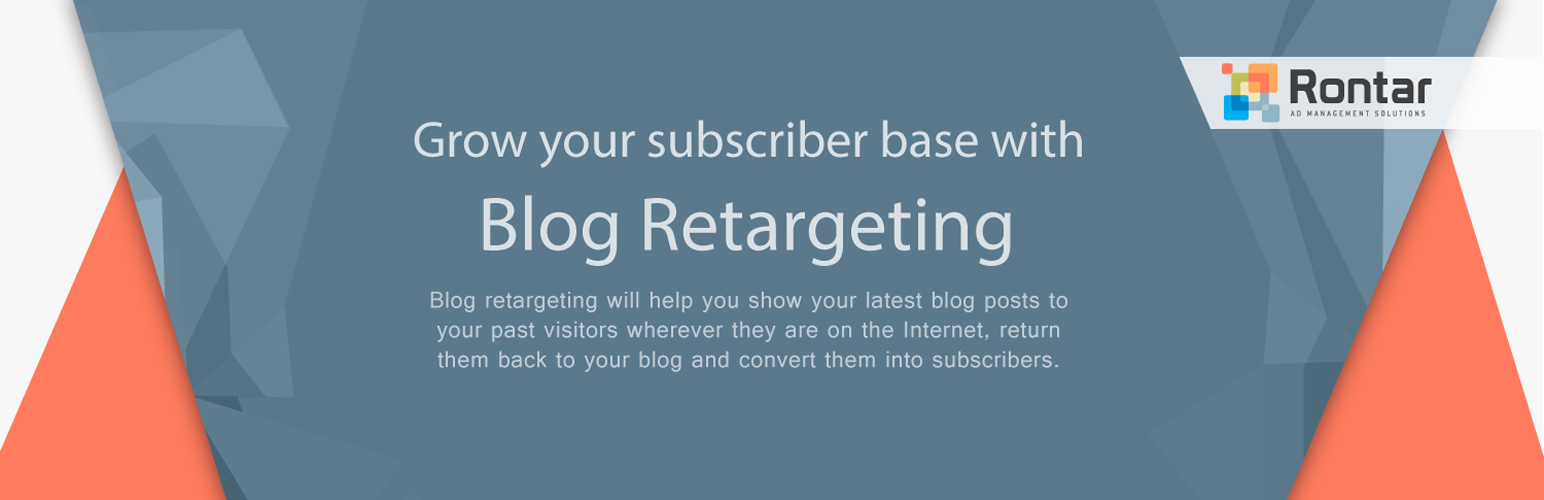 Rontar
AD MANAGEMENT SOLUTIONS
Grow your subscriber base with
Blog Retargeting
Blog retargeting will help you show your latest blog posts to
your past visitors wherever they are on the Internet, return
them back to your blog and convert them into subscribers.